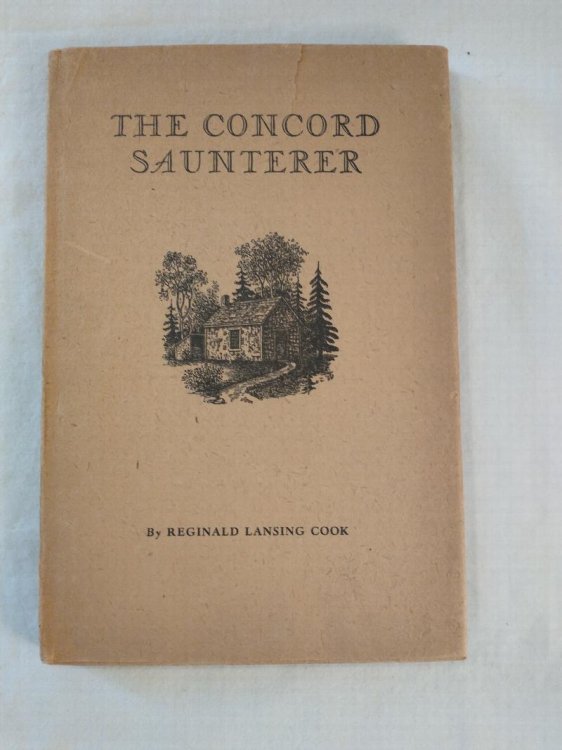 THE CONCORD
SAUNTERER
By REGINALD LANSING COOK